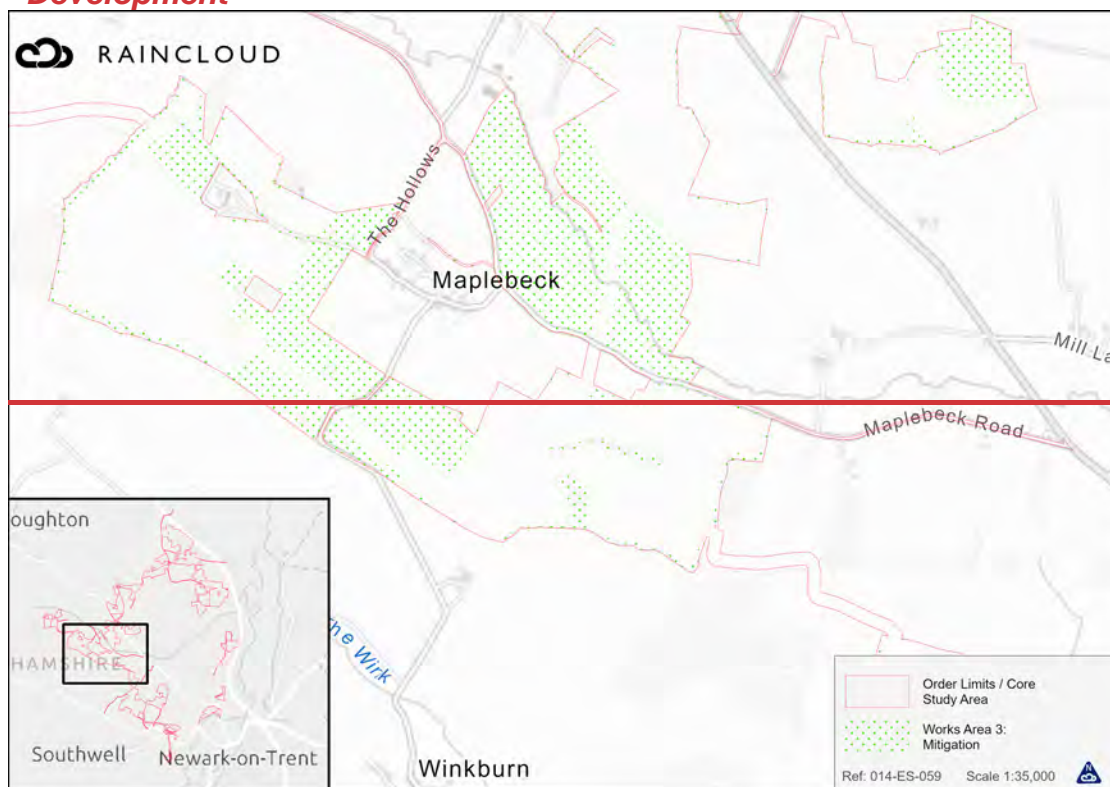 Development
RAINCLOUD
The Hollows
Maplebeck
Mill La
Maplebeck Road
oughton
HAMSHIRE
Southwell
Newark-on-Trent
he Wirk
Winkburn
Order Limits / Core
Study Area
Works Area 3:
Mitigation
Ref: 014-ES-059 Scale 1:35,000
N